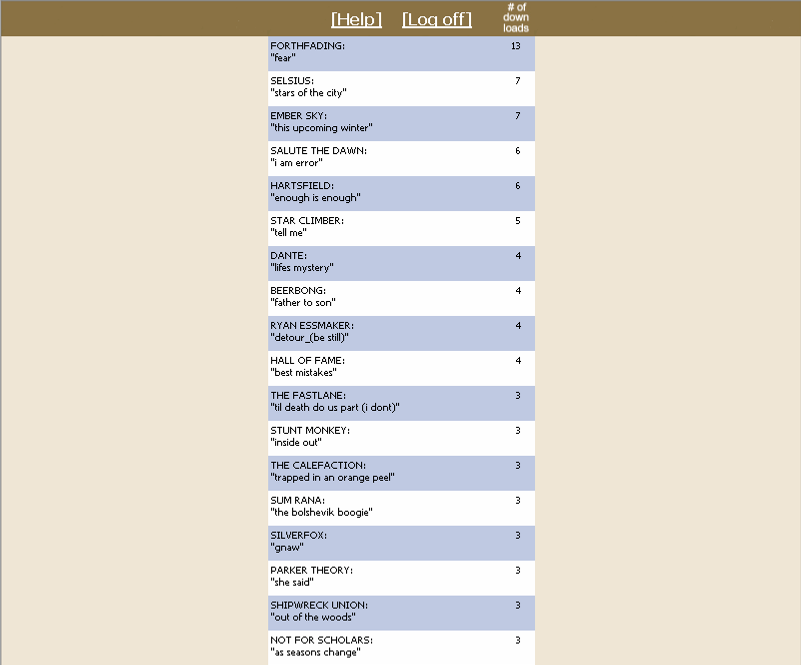 [Help] [Log off]
# of
down
loads
FORTHFADING: 13
"fear"
SELSIUS: 7
"stars of the city"
EMBER SKY: 7
"this upcoming winter"
SALUTE THE DAWN: 6
"i am error"
HARTSFIELD: 6
"enough is enough"
STAR CLIMBER: 5
"tell me"
DANTE: 4
"lifes mystery"
BEERBONG: 4
"father to son"
RYAN ESSMAKER: 4
"detour_(be still)"
HALL OF FAME: 4
"best mistakes"
THE FASTLANE: 3
"til death do us part (i dont)"
STUNT MONKEY: 3
"inside out"
THE CALEFACTION: 3
"trapped in an orange peel"
SUM RANA: 3
"the bolshevik boogie"
SILVERFOX: 3
"gnaw"
PARKER THEORY: 3
"she said"
SHIPWRECK UNION: 3
"out of the woods"
NOT FOR SCHOLARS: 3
"as seasons change"